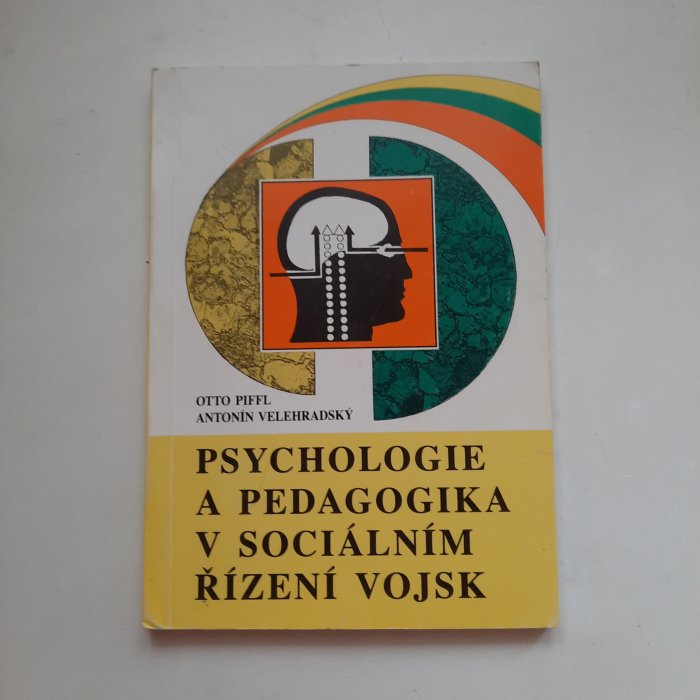 OTTO PIFFL
ANTONÍN VELEHRADSKÝ
PSYCHOLOGIE
A PEDAGOGIKA
V SOCIÁLNÍM
ŘÍZENÍ VOJSK